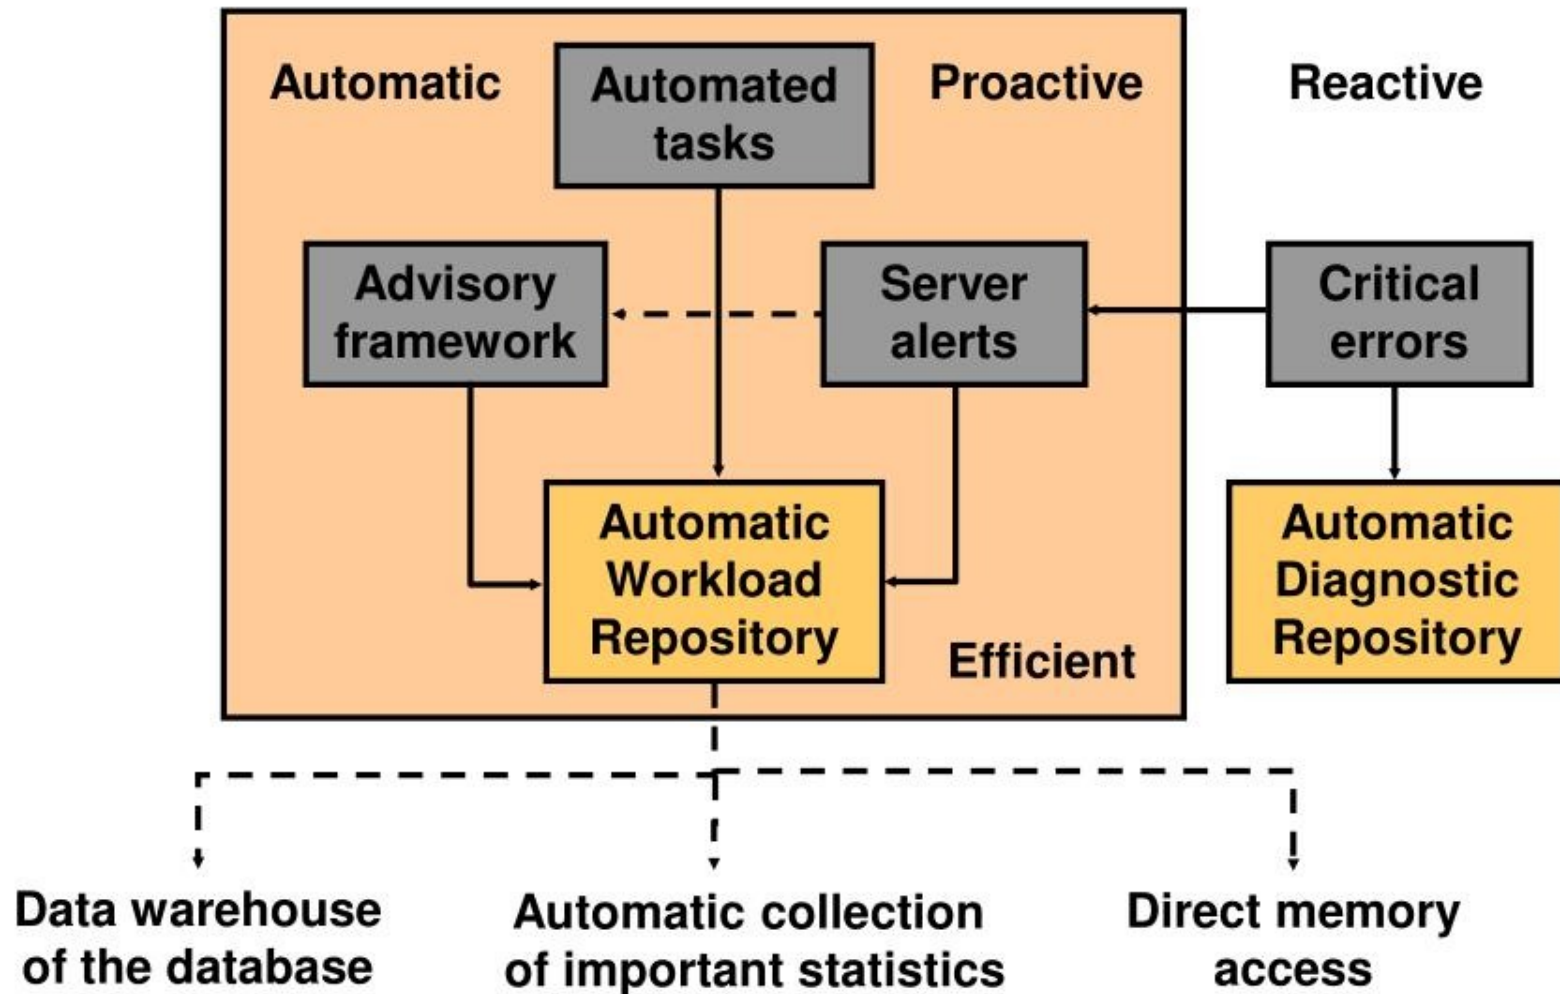 Automatic
Automated
tasks
Proactive
Reactive
Advisory
framework
Server
alerts
Critical
errors
Automatic
Workload
Repository
Efficient
Automatic
Diagnostic
Repository
Data warehouse
of the database
Automatic collection
of important statistics
Direct memory
access